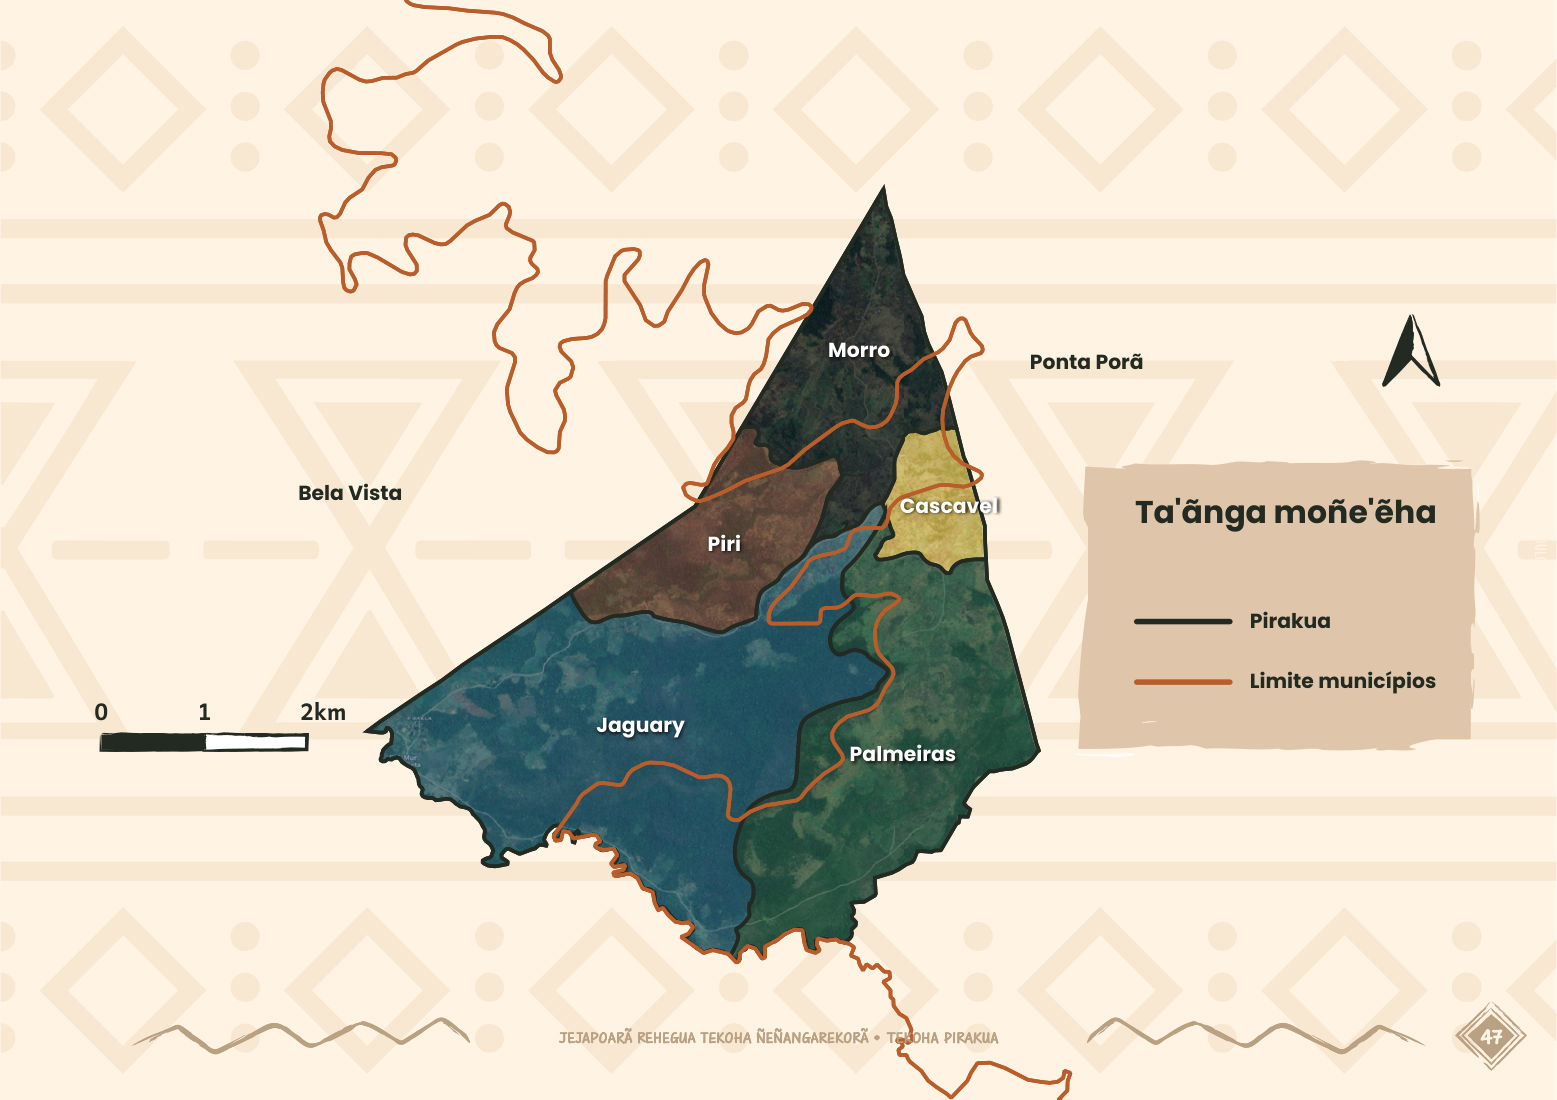 Morro
Ponta Porã
Bela Vista
Cascavel
Piri
Ta'ãnga moñe'ẽha
Pirakua
Limite municípios
0 1 2km
Jaguary
Palmeiras
JEJAPOARÃ REHEGUA TEKOHA ÑEÑANGAREKORÃ • TEKOHA PIRAKUA
47